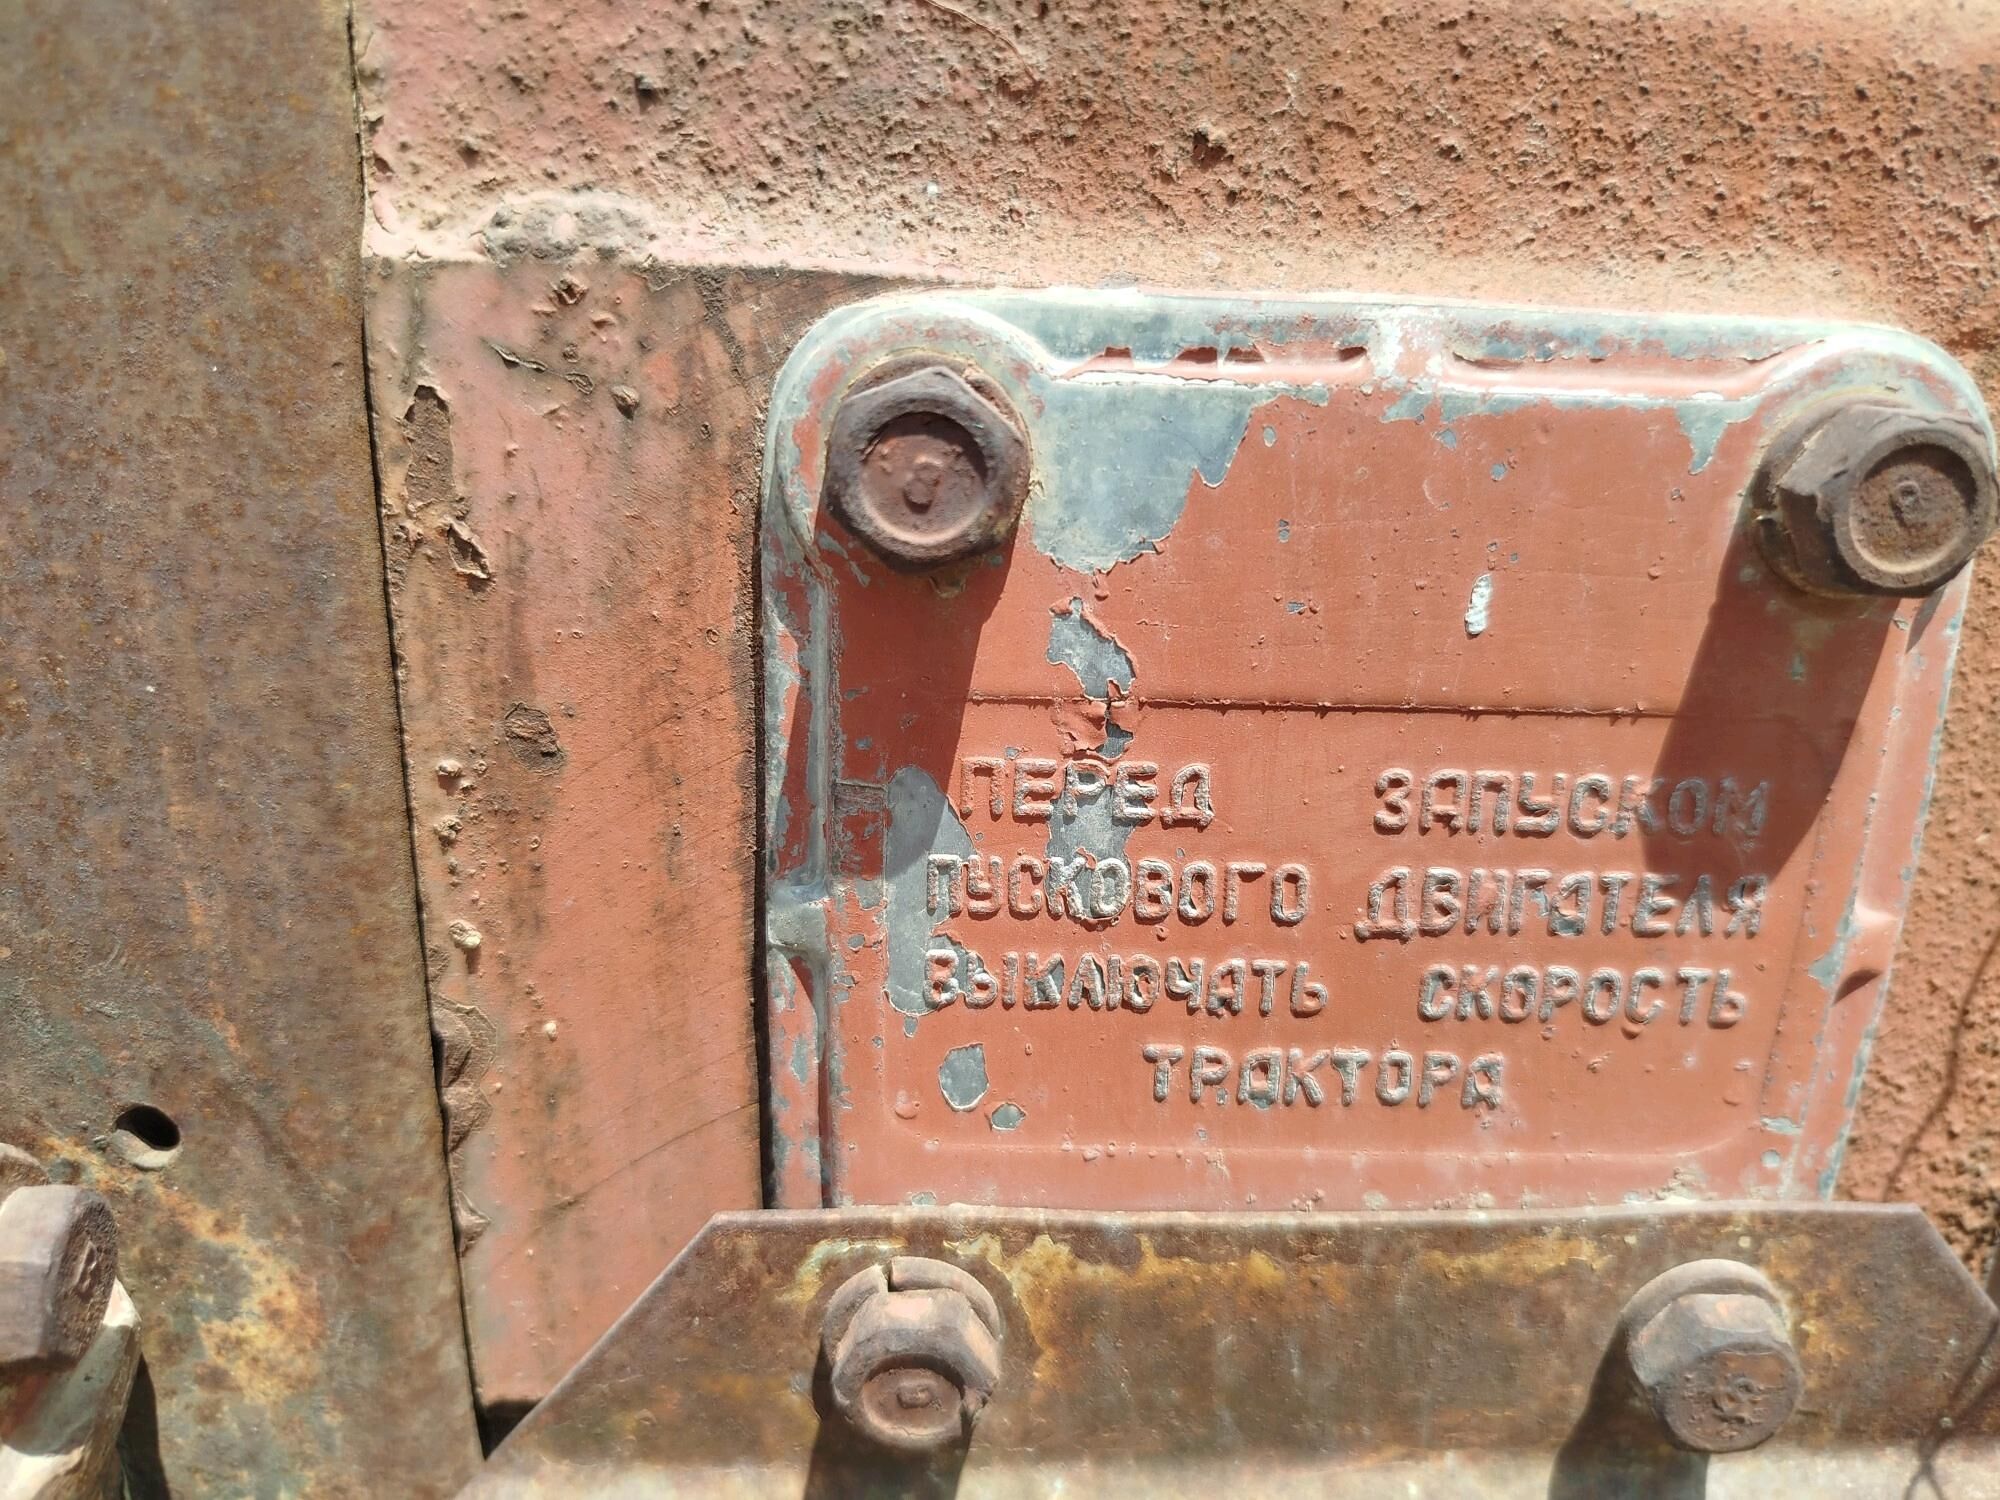 ПЕРЕД ЗАПУСКОМ
ПУСКОВОГО ДВИГАТЕЛЯ
ВЫКЛЮЧАТЬ СКОРОСТЬ
ТРАКТОРА